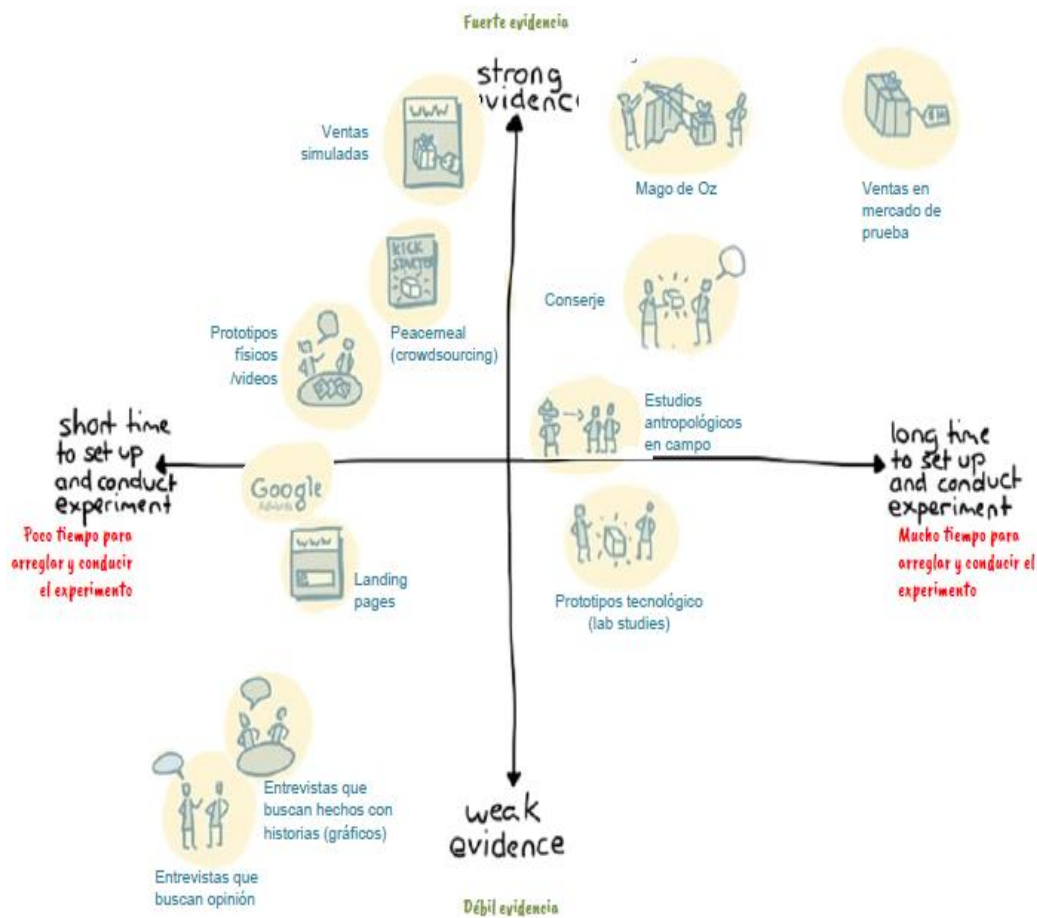 Fuerte evidencia
strong
evidence
WWW
Ventas
simuladas
Mago de Oz
Ventas en
mercado de
prueba
KICK
STARTER
Conserje
Prototipos
físicos
/videos
Peacemeal
(crowdsourcing)
Estudios
antropológicos
en campo
short time
to set up
and conduct
experiment
Poco tiempo para
arreglar y conducir
el experimento
long time
to set up
and conduct
experiment
Mucho tiempo para
arreglar y conducir el
experimento
Google
AdWords
WWW
Landing
pages
Prototipos tecnológico
(lab studies)
Entrevistas que
buscan hechos con
historias (gráficos)
Entrevistas que
buscan opinión
weak
evidence
Débil evidencia